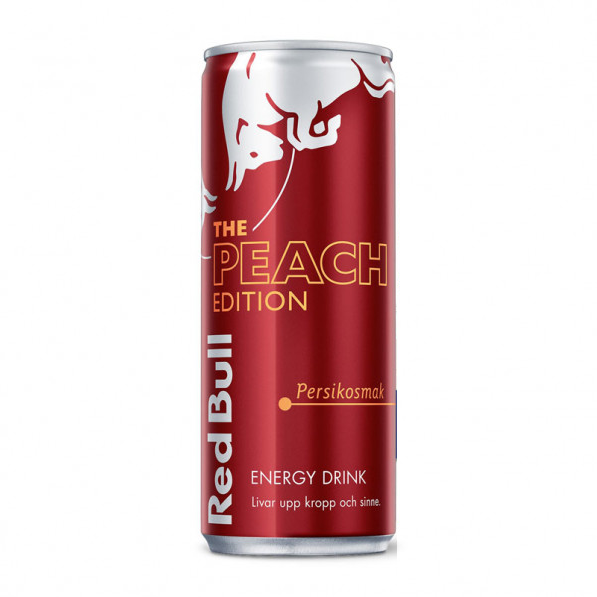 THE
PEACH
EDITION
Red Bull
Persikosmak
ENERGY DRINK
Livar upp kropp och sinne.